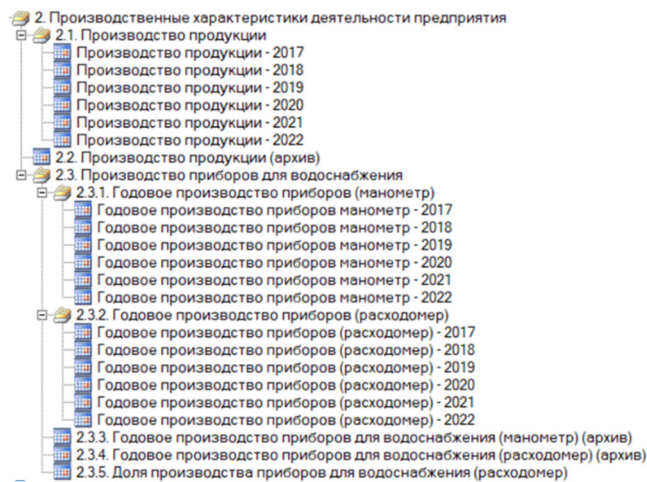 2. Производственные характеристики деятельности предприятия
2.1. Производство продукции
Производство продукции - 2017
Производство продукции - 2018
Производство продукции - 2019
Производство продукции - 2020
Производство продукции - 2021
Производство продукции - 2022
2.2. Производство продукции (архив)
2.3. Производство приборов для водоснабжения
2.3.1. Годовое производство приборов (манометр)
Годовое производство приборов манометр - 2017
Годовое производство приборов манометр - 2018
Годовое производство приборов манометр - 2019
Годовое производство приборов манометр - 2020
Годовое производство приборов манометр - 2021
Годовое производство приборов манометр - 2022
2.3.2. Годовое производство приборов (расходомер)
Годовое производство приборов (расходомер) - 2017
Годовое производство приборов (расходомер) - 2018
Годовое производство приборов (расходомер) - 2019
Годовое производство приборов (расходомер) - 2020
Годовое производство приборов (расходомер) - 2021
Годовое производство приборов (расходомер) - 2022
2.3.3. Годовое производство приборов для водоснабжения (манометр) (архив)
2.3.4. Годовое производство приборов для водоснабжения (расходомер) (архив)
2.3.5. Доля производства приборов для водоснабжения (расходомер)